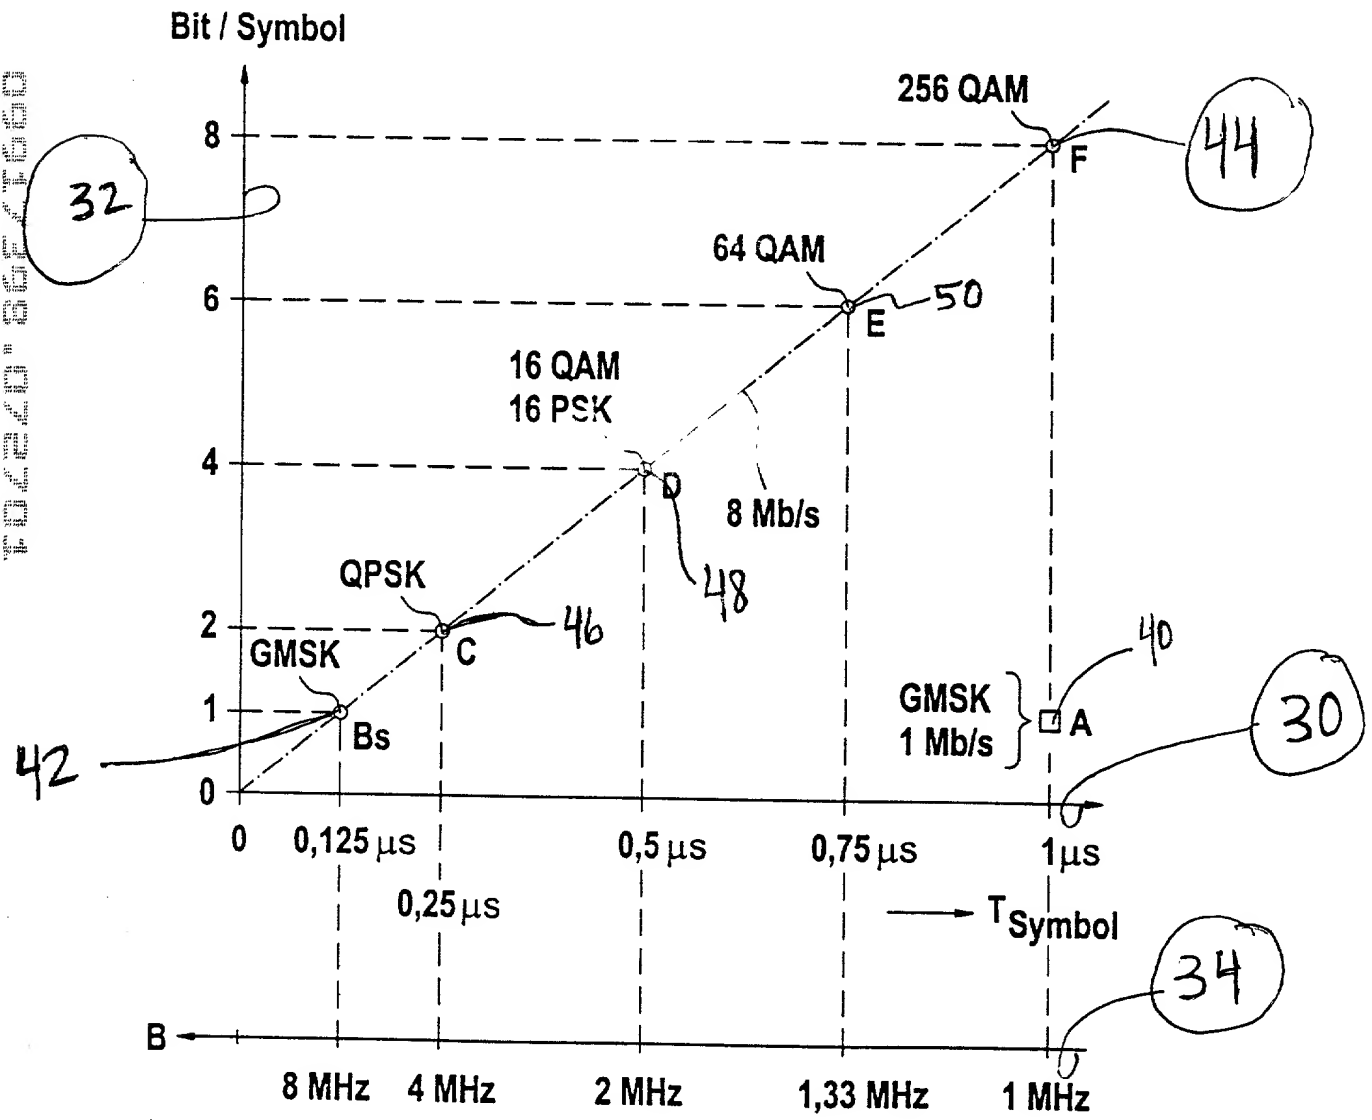 Bit / Symbol
256 QAM
8
44
F
32
64 QAM
6
50
E
16 QAM
16 PSK
4
D
8 Mb/s
QPSK
48
2
46
GMSK
C
40
GMSK
1 Mb/s
A
30
1
Bs
42
0
0 0,125 µs 0,5 µs 0,75 µs 1 µs
0,25 µs
T Symbol
34
B
8 MHz 4 MHz 2 MHz 1,33 MHz 1 MHz